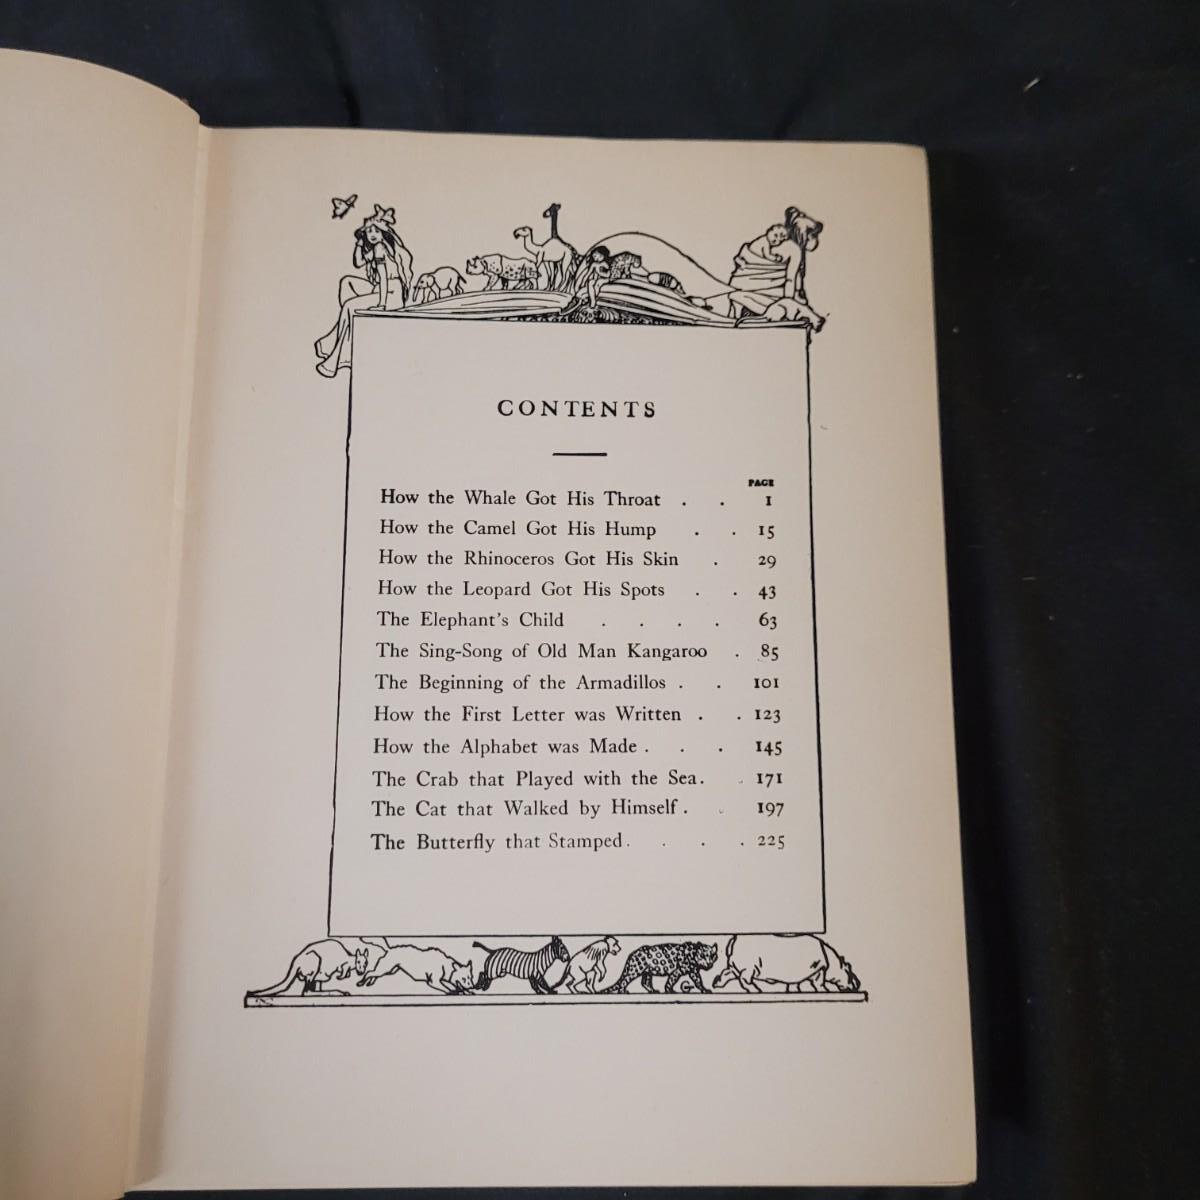 CONTENTS
PAGE
How the Whale Got His Throat . . 1
How the Camel Got His Hump . . 15
How the Rhinoceros Got His Skin . 29
How the Leopard Got His Spots . . 43
The Elephant's Child . . . . 63
The Sing-Song of Old Man Kangaroo . 85
The Beginning of the Armadillos . . 101
How the First Letter was Written . . 123
How the Alphabet was Made . . . 145
The Crab that Played with the Sea. . 171
The Cat that Walked by Himself . . 197
The Butterfly that Stamped . . . . 225
G